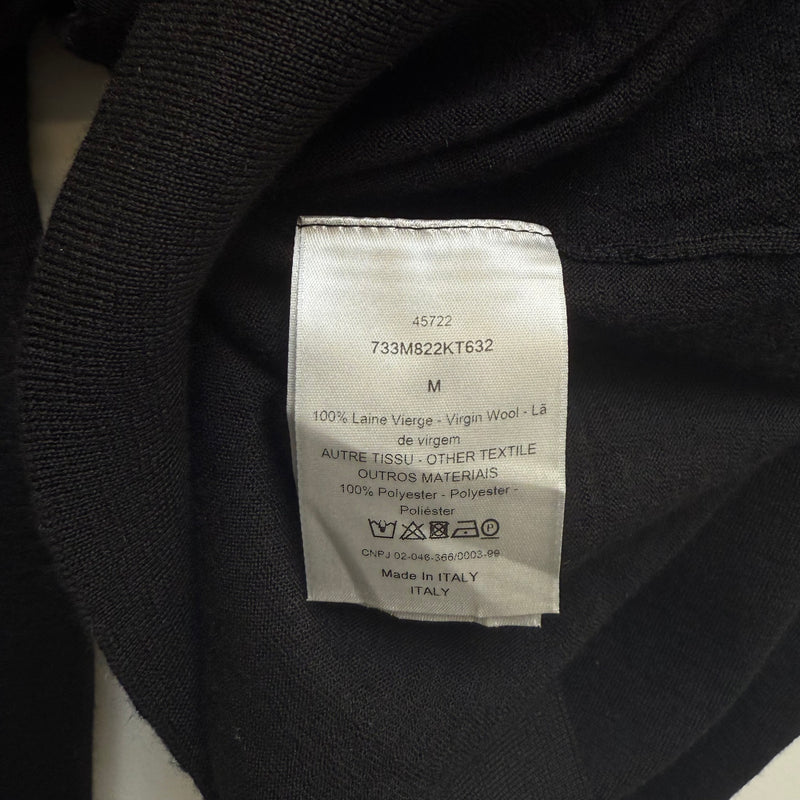 45722
733M822KT632
M
100% Laine Vierge - Virgin Wool - Lã
de virgem
AUTRE TISSU - OTHER TEXTILE
OUTROS MATERIAIS
100% Polyester - Polyester -
Poliéster
P
CNPJ 02-046-366/0003-99
Made In ITALY
ITALY